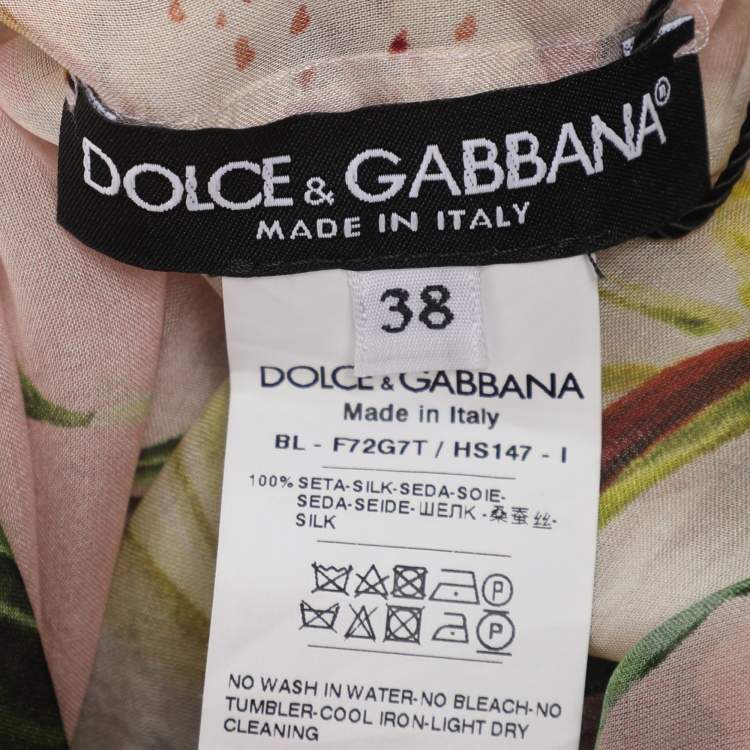 DOLCE & GABBANA
MADE IN ITALY
38
DOLCE & GABBANA
Made in Italy
BL - F72G7T / HS147 - I
100% SETA-SILK-SEDA-SOIE-
SEDA-SEIDE-ШЕЛК-桑蚕丝-
SILK
P
P
NO WASH IN WATER-NO BLEACH-NO
TUMBLER-COOL IRON-LIGHT DRY
CLEANING